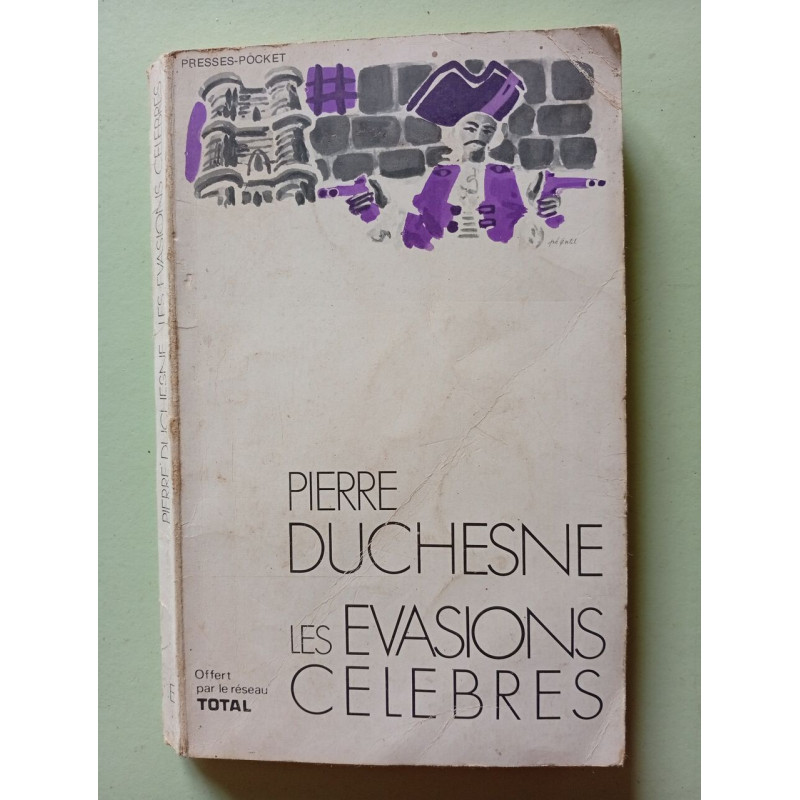 PRESSES-POCKET
PIERRE DUCHESNE LES EVASIONS CELEBRES
PIERRE
DUCHESNE
LES EVASIONS
CELEBRES
Offert
par le réseau
TOTAL